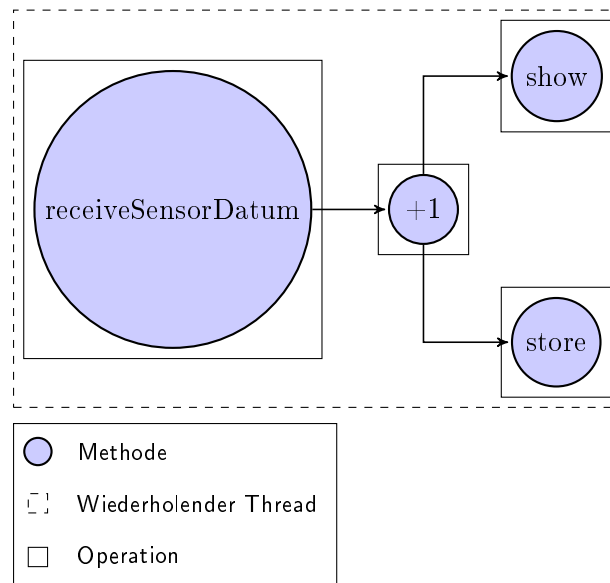 show
receiveSensorDatum
+1
store
Methode
Wiederholender Thread
Operation